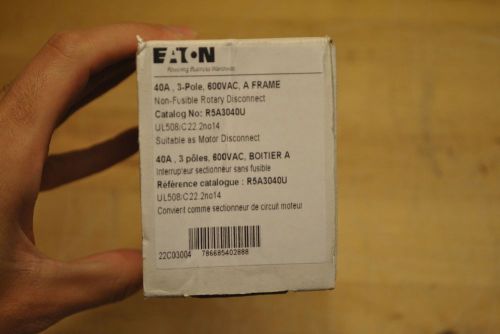 EATON
Powering Business Worldwide
40A , 3-Pole, 600VAC, A FRAME
Non-Fusible Rotary Disconnect
Catalog No: R5A3040U
UL508/C22.2no14
Suitable as Motor Disconnect
40A , 3 pôles, 600VAC, BOITIER A
Interrupteur sectionneur sans fusible
Référence catalogue : R5A3040U
UL508/C22.2no14
Convient comme sectionneur de circuit moteur
22C03004
786685402888